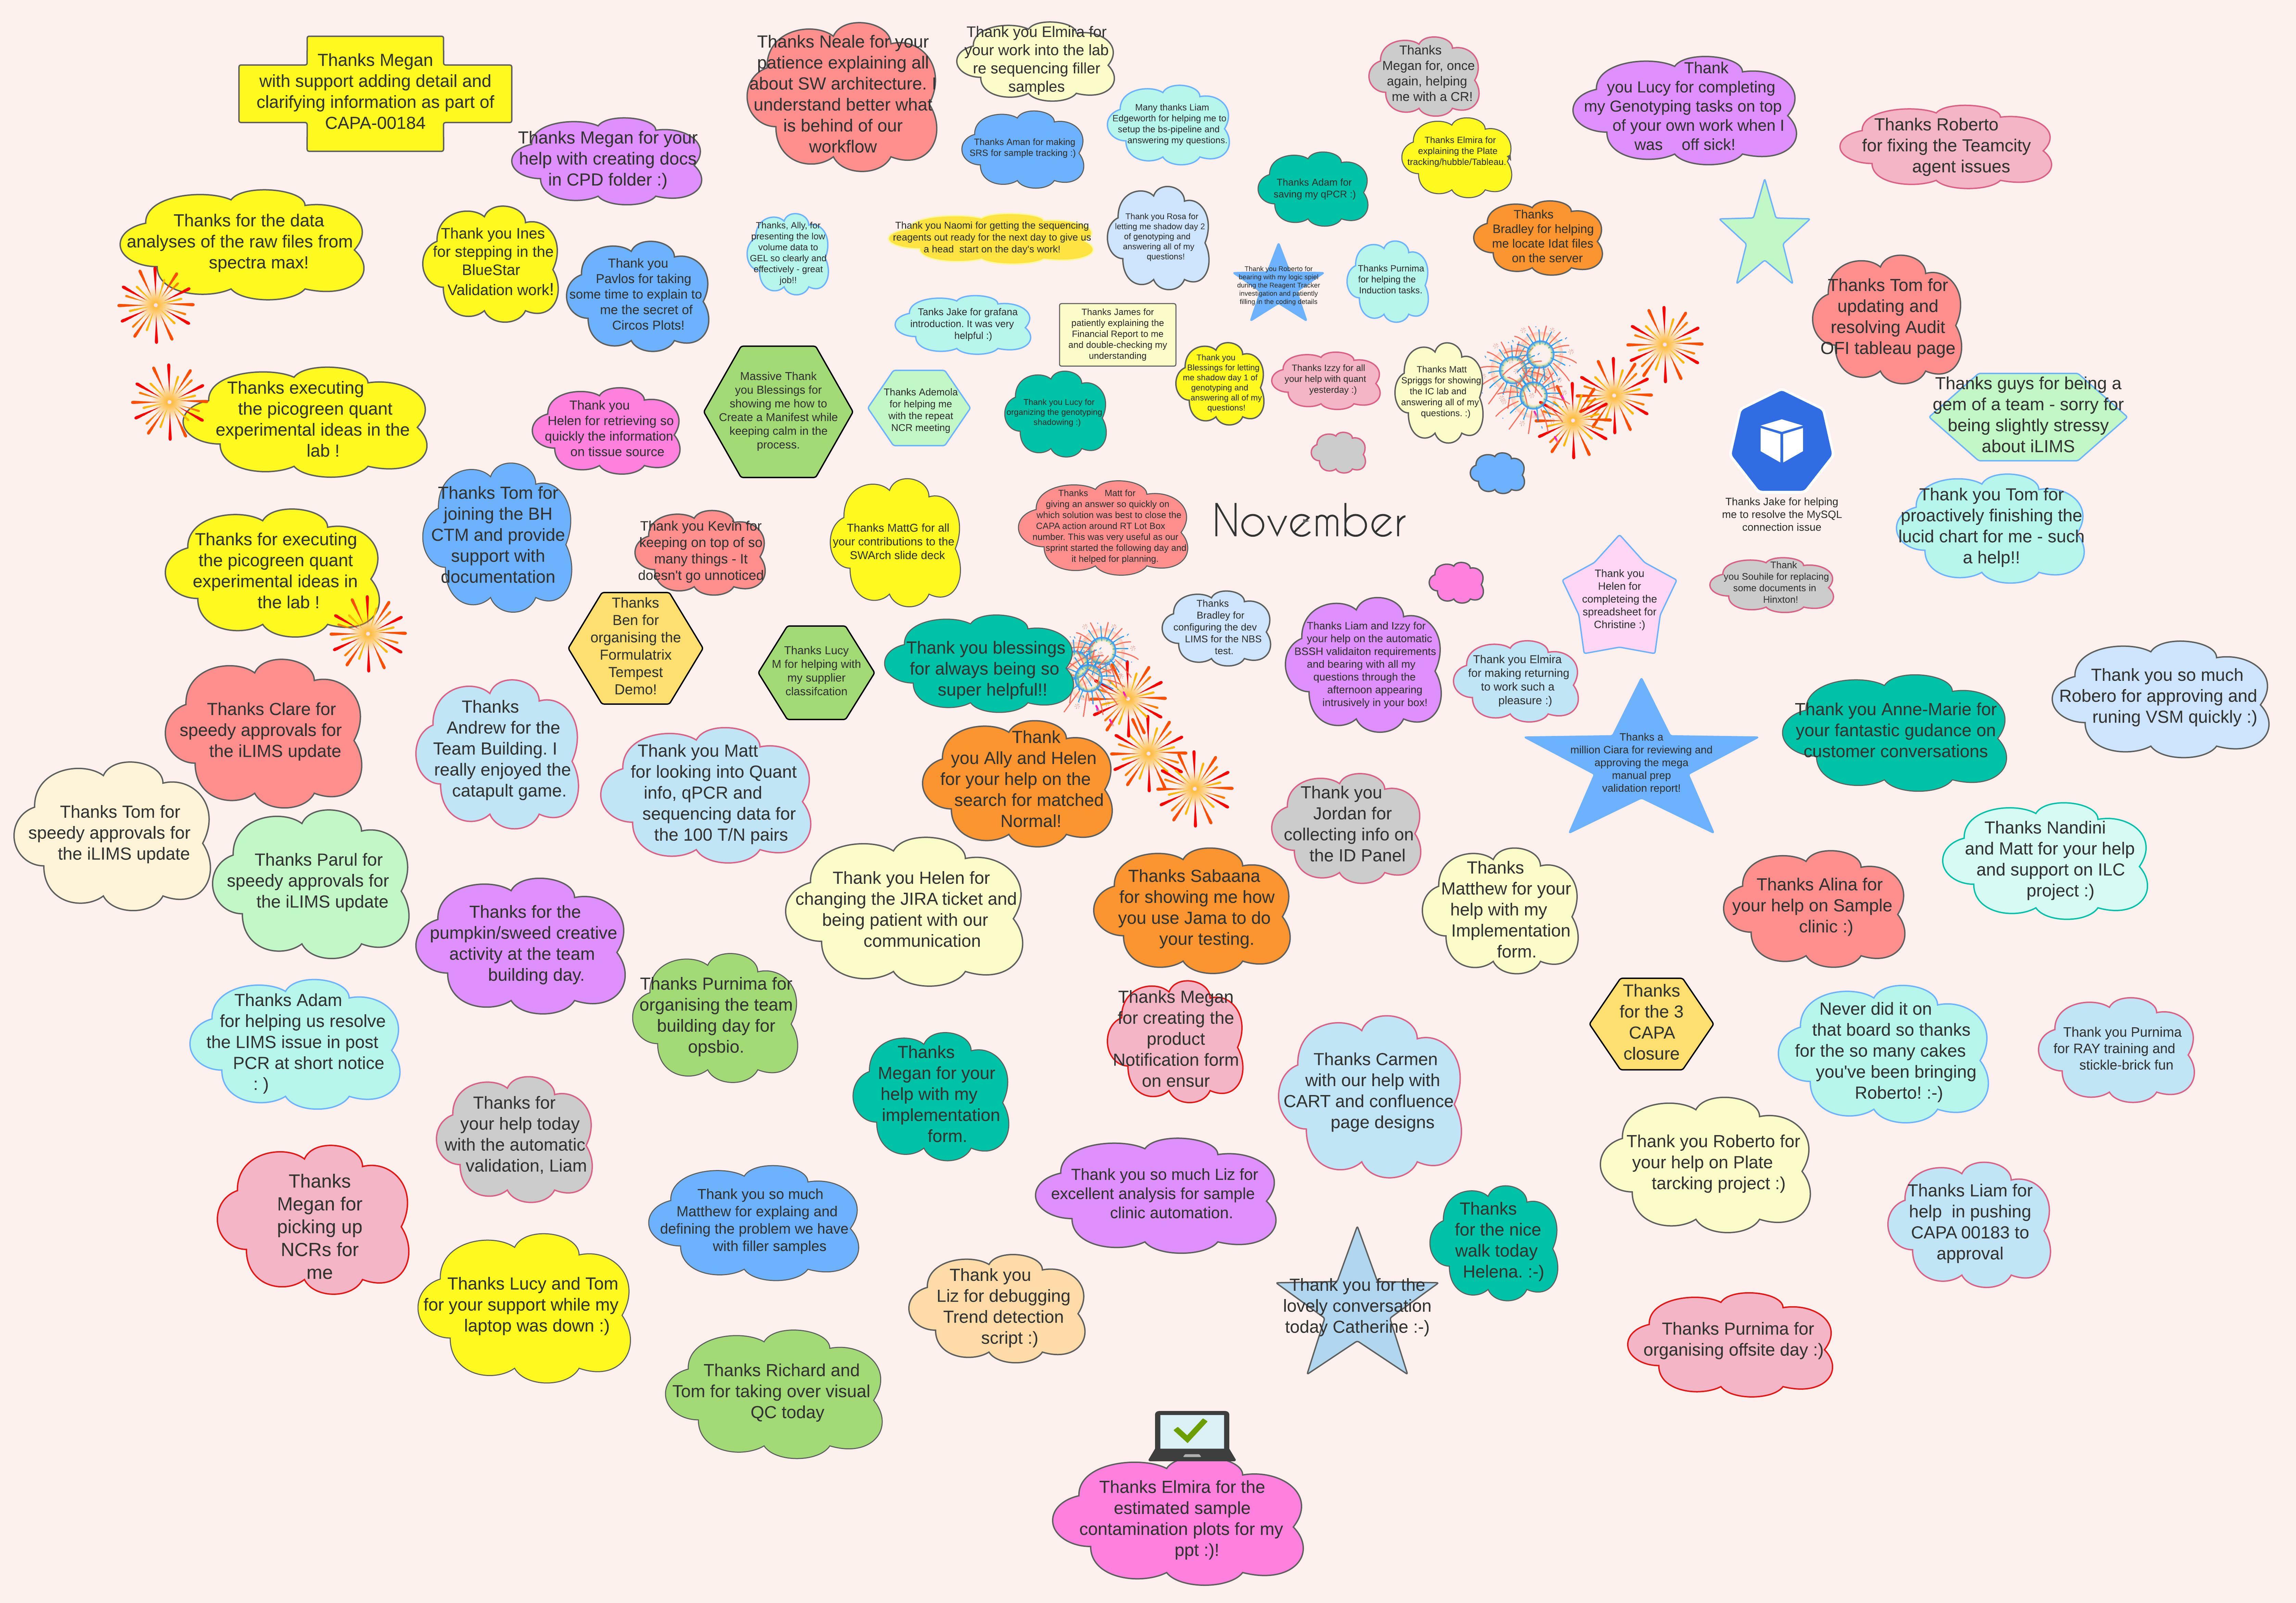 Thanks Megan
with support adding detail and
clarifying information as part of
CAPA-00184
Thanks Megan for your
help with creating docs
in CPD folder :)
Thanks Neale for your
patience explaining all
about SW architecture. I
understand better what
is behind of our
workflow
Thank you Elmira for
your work into the lab
re sequencing filler
samples
Thanks Aman for making
SRS for sample tracking :)
Many thanks Liam
Edgeworth for helping me to
setup the bs-pipeline and
answering my questions.
Thanks
Megan for, once
again, helping
me with a CR!
Thanks Elmira for
explaining the Plate
tracking/hubble/Tableau.
Thank
you Lucy for completing
my Genotyping tasks on top
of your own work when I
was off sick!
Thanks Roberto
for fixing the Teamcity
agent issues
Thanks for the data
analyses of the raw files from
spectra max!
Thank you Ines
for stepping in the
BlueStar
Validation work!
Thank you
Pavlos for taking
some time to explain to
me the secret of
Circos Plots!
Thanks, Ally, for
presenting the low
volume data to
GEL so clearly and
effectively - great
job!!
Thank you Naomi for getting the sequencing
reagents out ready for the next day to give us
a head start on the day's work!
Thank you Rosa for
letting me shadow day 2
of genotyping and
answering all of my
questions!
Thanks Adam for
saving my qPCR :)
Thank you Roberto for
bearing with my logic spiel
during the Reagent Tracker
investigation and patiently
filling in the coding details
Thanks Purnima
for helping the
Induction tasks.
Thanks
Bradley for helping
me locate Idat files
on the server
Thanks Tom for
updating and
resolving Audit
OFI tableau page
Tanks Jake for grafana
introduction. It was very
helpful :)
Thanks James for
patiently explaining the
Financial Report to me
and double-checking my
understanding
Thank you
Blessings for letting
me shadow day 1 of
genotyping and
answering all of my
questions!
Thanks Izzy for all
your help with quant
yesterday :)
Thanks Matt
Spriggs for showing
the IC lab and
answering all of my
questions. :)
Thanks executing
the picogreen quant
experimental ideas in the
lab !
Thank you
Helen for retrieving so
quickly the information
on tissue source
Massive Thank
you Blessings for
showing me how to
Create a Manifest while
keeping calm in the
process.
Thanks Ademola
for helping me
with the repeat
NCR meeting
Thank you Lucy for
organizing the genotyping
shadowing :)
Thanks guys for being a
gem of a team - sorry for
being slightly stressy
about iLIMS
Thanks Jake for helping
me to resolve the MySQL
connection issue
Thank you Tom for
proactively finishing the
lucid chart for me - such
a help!!
Thanks for executing
the picogreen quant
experimental ideas in
the lab !
Thanks Tom for
joining the BH
CTM and provide
support with
documentation
Thank you Kevin for
keeping on top of so
many things - It
doesn't go unnoticed
Thanks MattG for all
your contributions to the
SWArch slide deck
Thanks Matt for
giving an answer so quickly on
which solution was best to close the
CAPA action around RT Lot Box
number. This was very useful as our
sprint started the following day and
it helped for planning.
November
Thank you
Helen for
completeing the
spreadsheet for
Christine :)
Thank
you Souhile for replacing
some documents in
Hinxton!
Thanks
Ben for
organising the
Formulatrix
Tempest
Demo!
Thanks Lucy
M for helping with
my supplier
classifcation
Thank you blessings
for always being so
super helpful!!
Thanks
Bradley for
configuring the dev
LIMS for the NBS
test.
Thanks Liam and Izzy for
your help on the automatic
BSSH validaiton requirements
and bearing with all my
questions through the
afternoon appearing
intrusively in your box!
Thank you Elmira
for making returning
to work such a
pleasure :)
Thanks a
million Ciara for reviewing and
approving the mega
manual prep
validation report!
Thank you Anne-Marie for
your fantastic gudance on
customer conversations
Thank you so much
Robero for approving and
runing VSM quickly :)
Thanks Clare for
speedy approvals for
the iLIMS update
Thanks
Andrew for the
Team Building. I
really enjoyed the
catapult game.
Thank you Matt
for looking into Quant
info, qPCR and
sequencing data for
the 100 T/N pairs
Thank
you Ally and Helen
for your help on the
search for matched
Normal!
Thank you
Jordan for
collecting info on
the ID Panel
Thanks Tom for
speedy approvals for
the iLIMS update
Thanks Parul for
speedy approvals for
the iLIMS update
Thanks for the
pumpkin/sweed creative
activity at the team
building day.
Thank you Helen for
changing the JIRA ticket and
being patient with our
communication
Thanks Sabaana
for showing me how
you use Jama to do
your testing.
Thanks
Matthew for your
help with my
Implementation
form.
Thanks Alina for
your help on Sample
clinic :)
Thanks Nandini
and Matt for your help
and support on ILC
project :)
Thanks Adam
for helping us resolve
the LIMS issue in post
PCR at short notice
: )
Thanks Purnima for
organising the team
building day for
opsbio.
Thanks
Megan for your
help with my
implementation
form.
Thanks Megan
for creating the
product
Notification form
on ensur
Thanks Carmen
with our help with
CART and confluence
page designs
Thanks
for the 3
CAPA
closure
Never did it on
that board so thanks
for the so many cakes
you've been bringing
Roberto! :-)
Thank you Purnima
for RAY training and
stickle-brick fun
Thanks for
your help today
with the automatic
validation, Liam
Thanks
Megan for
picking up
NCRs for
me
Thank you so much
Matthew for explaing and
defining the problem we have
with filler samples
Thank you so much Liz for
excellent analysis for sample
clinic automation.
Thank you Roberto for
your help on Plate
tarcking project :)
Thanks Liam for
help in pushing
CAPA 00183 to
approval
Thanks
for the nice
walk today
Helena. :-)
Thanks Lucy and Tom
for your support while my
laptop was down :)
Thank you
Liz for debugging
Trend detection
script :)
Thank you for the
lovely conversation
today Catherine :-)
Thanks Purnima for
organising offsite day :)
Thanks Richard and
Tom for taking over visual
QC today
Thanks Elmira for the
estimated sample
contamination plots for my
ppt :)!